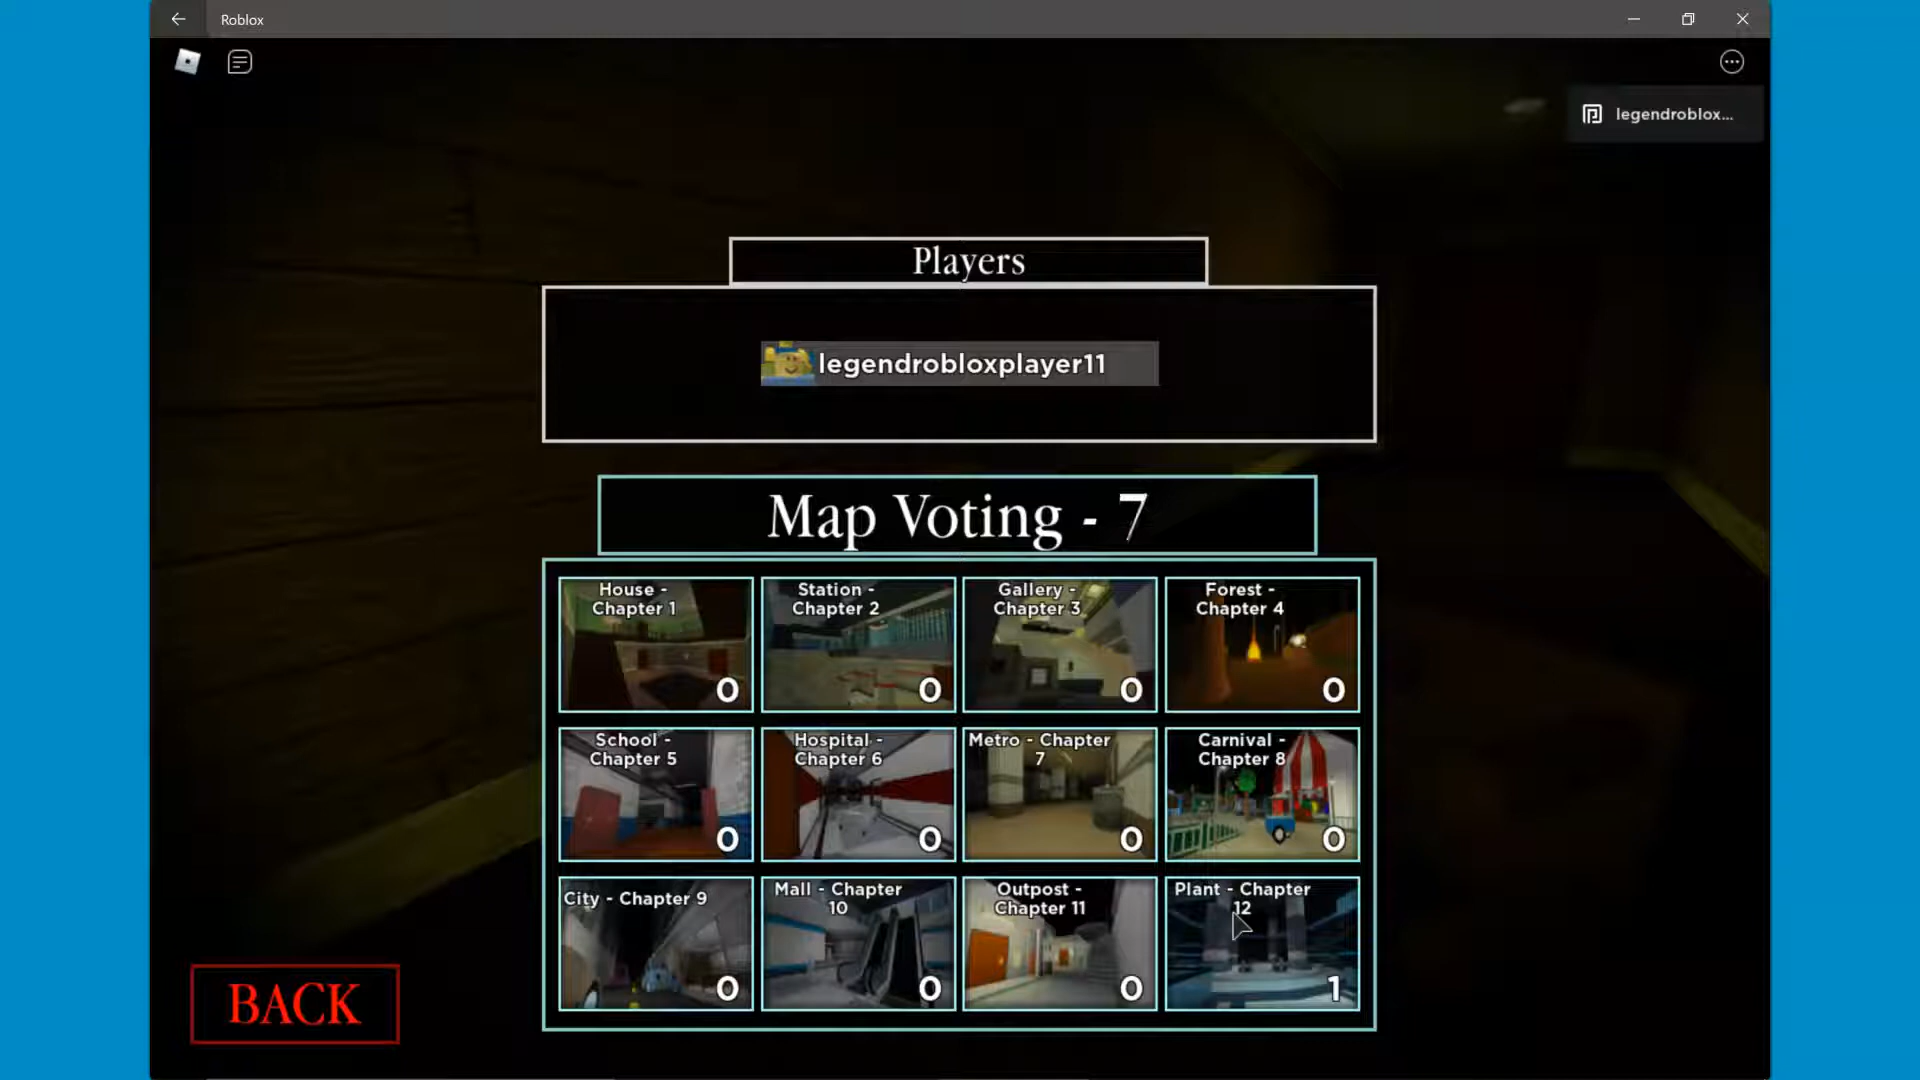 Roblox
legendroblox...
Players
legendrobloxplayer11
Map Voting - 7
House -
Chapter 1
0
Station -
Chapter 2
0
Gallery -
Chapter 3
0
Forest -
Chapter 4
0
School -
Chapter 5
0
Hospital -
Chapter 6
0
Metro - Chapter
7
0
Carnival -
Chapter 8
0
City - Chapter 9
0
Mall - Chapter
10
0
Outpost -
Chapter 11
0
Plant - Chapter
12
1
BACK